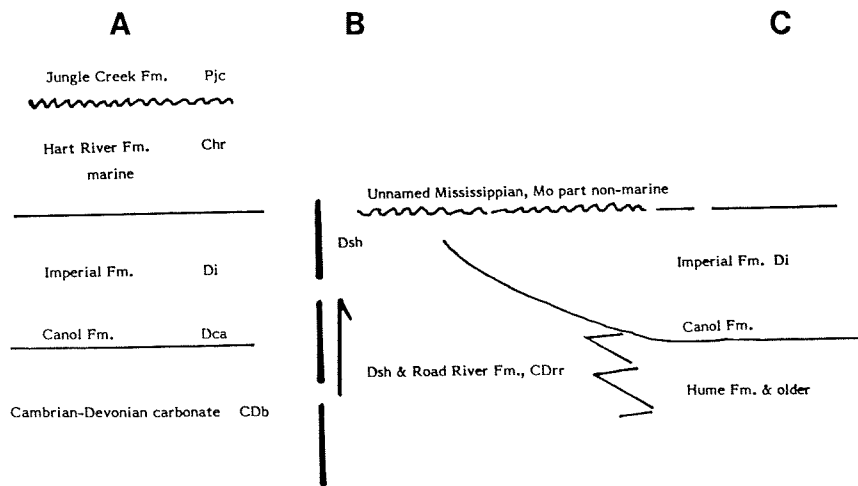 A B C
Jungle Creek Fm. Pjc
Hart River Fm. Chr
marine
Unnamed Mississippian, Mo part non-marine
Dsh
Imperial Fm. Di
Imperial Fm. Di
Canol Fm. Dca
Canol Fm.
Dsh & Road River Fm., CDrr
Hume Fm. & older
Cambrian-Devonian carbonate CDb